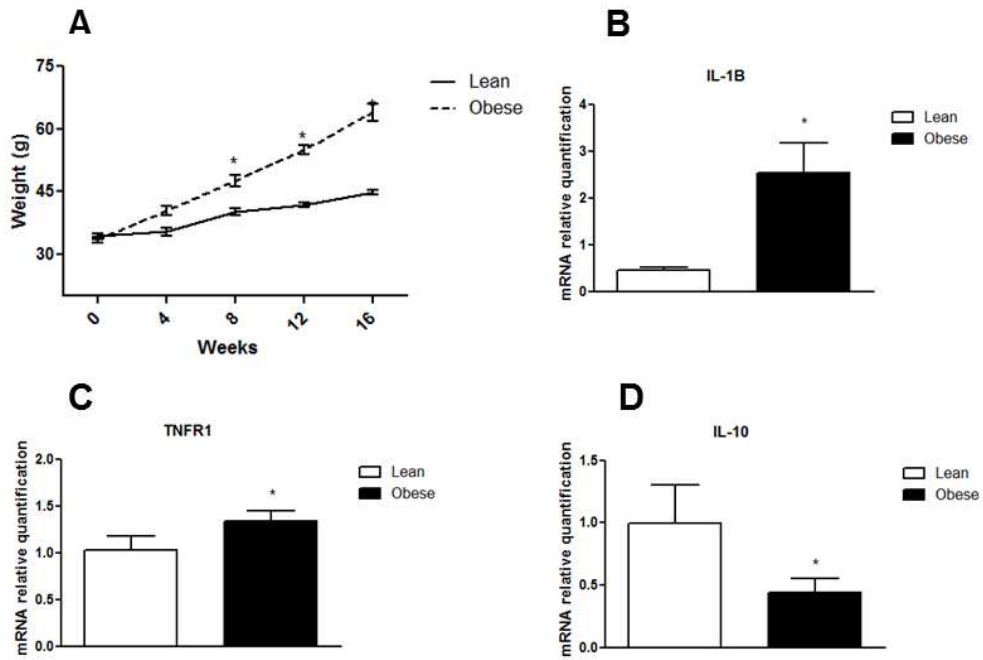 A
75
60
45
30
Weight (g)
0 4 8 12 16
Weeks
Lean
Obese
*
*
*
B
IL-1B
4
3
2
1
0
mRNA relative quantification
*
Lean
Obese
C
TNFR1
2.0
1.5
1.0
0.5
0.0
mRNA relative quantification
*
Lean
Obese
D
IL-10
1.5
1.0
0.5
0.0
mRNA relative quantification
*
Lean
Obese